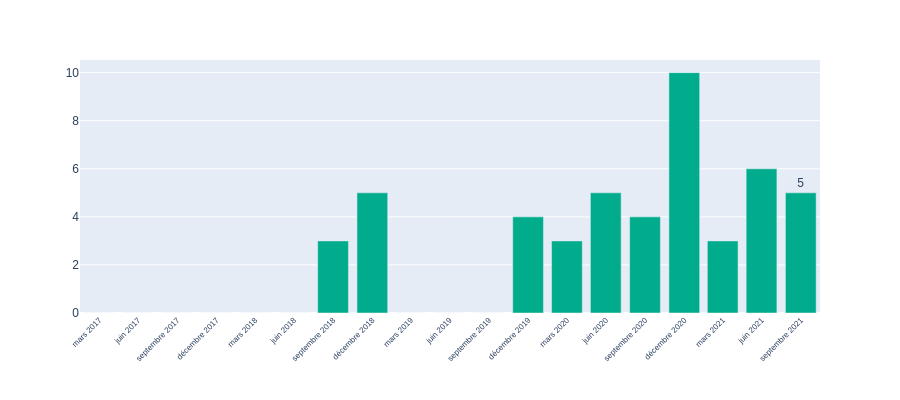 10
8
6
4
2
0
5
mars 2017
juin 2017
septembre 2017
décembre 2017
mars 2018
juin 2018
septembre 2018
décembre 2018
mars 2019
juin 2019
septembre 2019
décembre 2019
mars 2020
juin 2020
septembre 2020
décembre 2020
mars 2021
juin 2021
septembre 2021